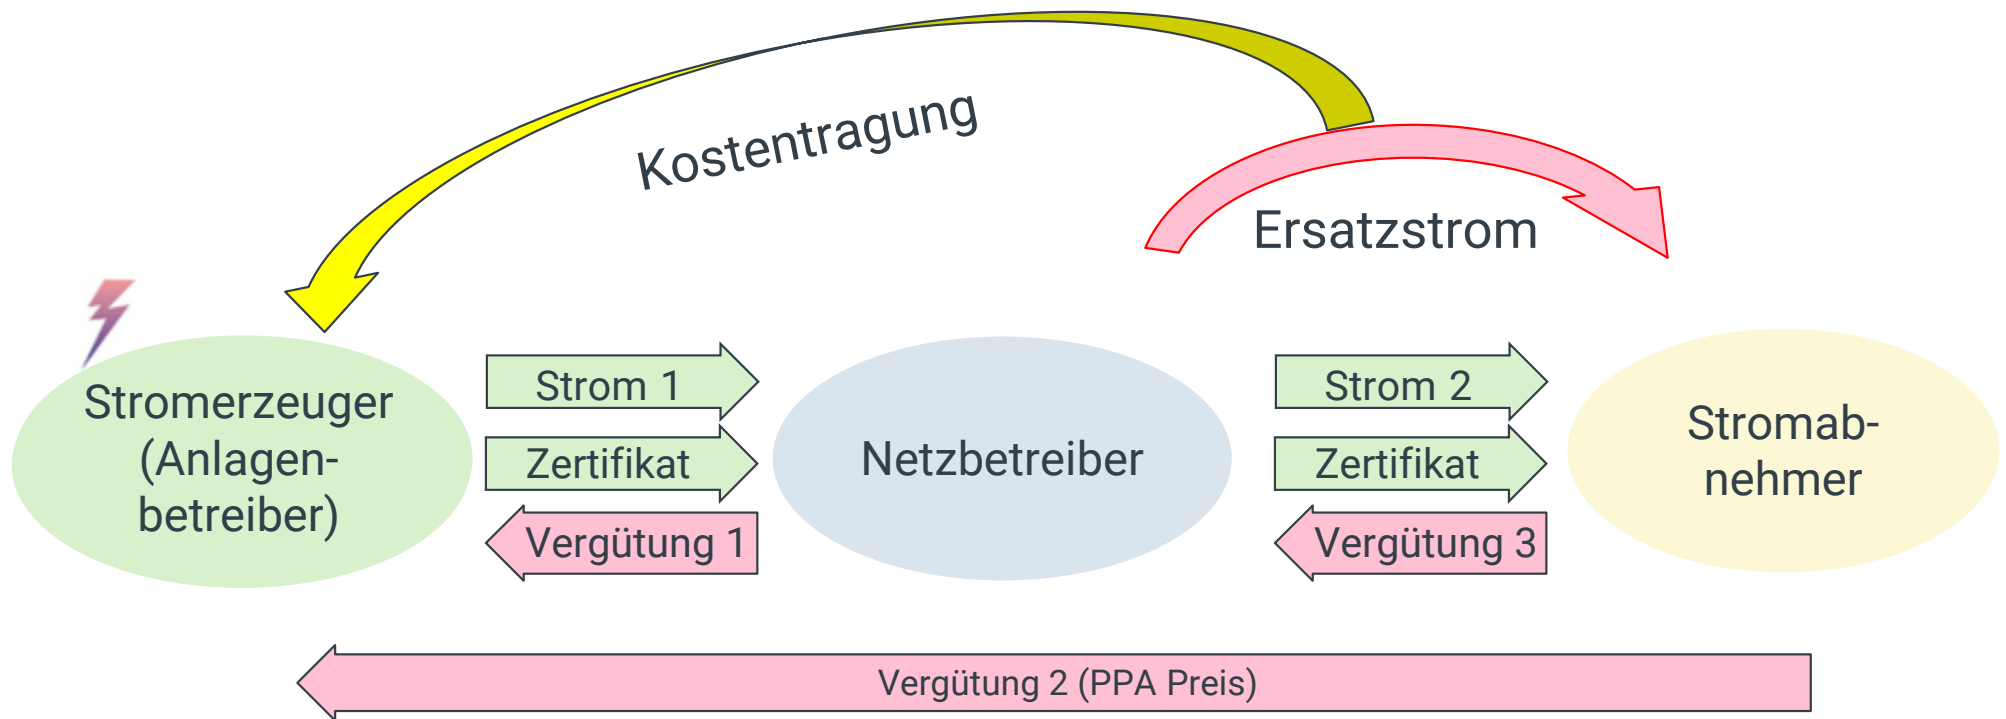 Kostentragung
Ersatzstrom
Stromerzeuger
(Anlagen-
betreiber)
Strom 1
Zertifikat
Vergütung 1
Netzbetreiber
Strom 2
Zertifikat
Vergütung 3
Stromab-
nehmer
Vergütung 2 (PPA Preis)